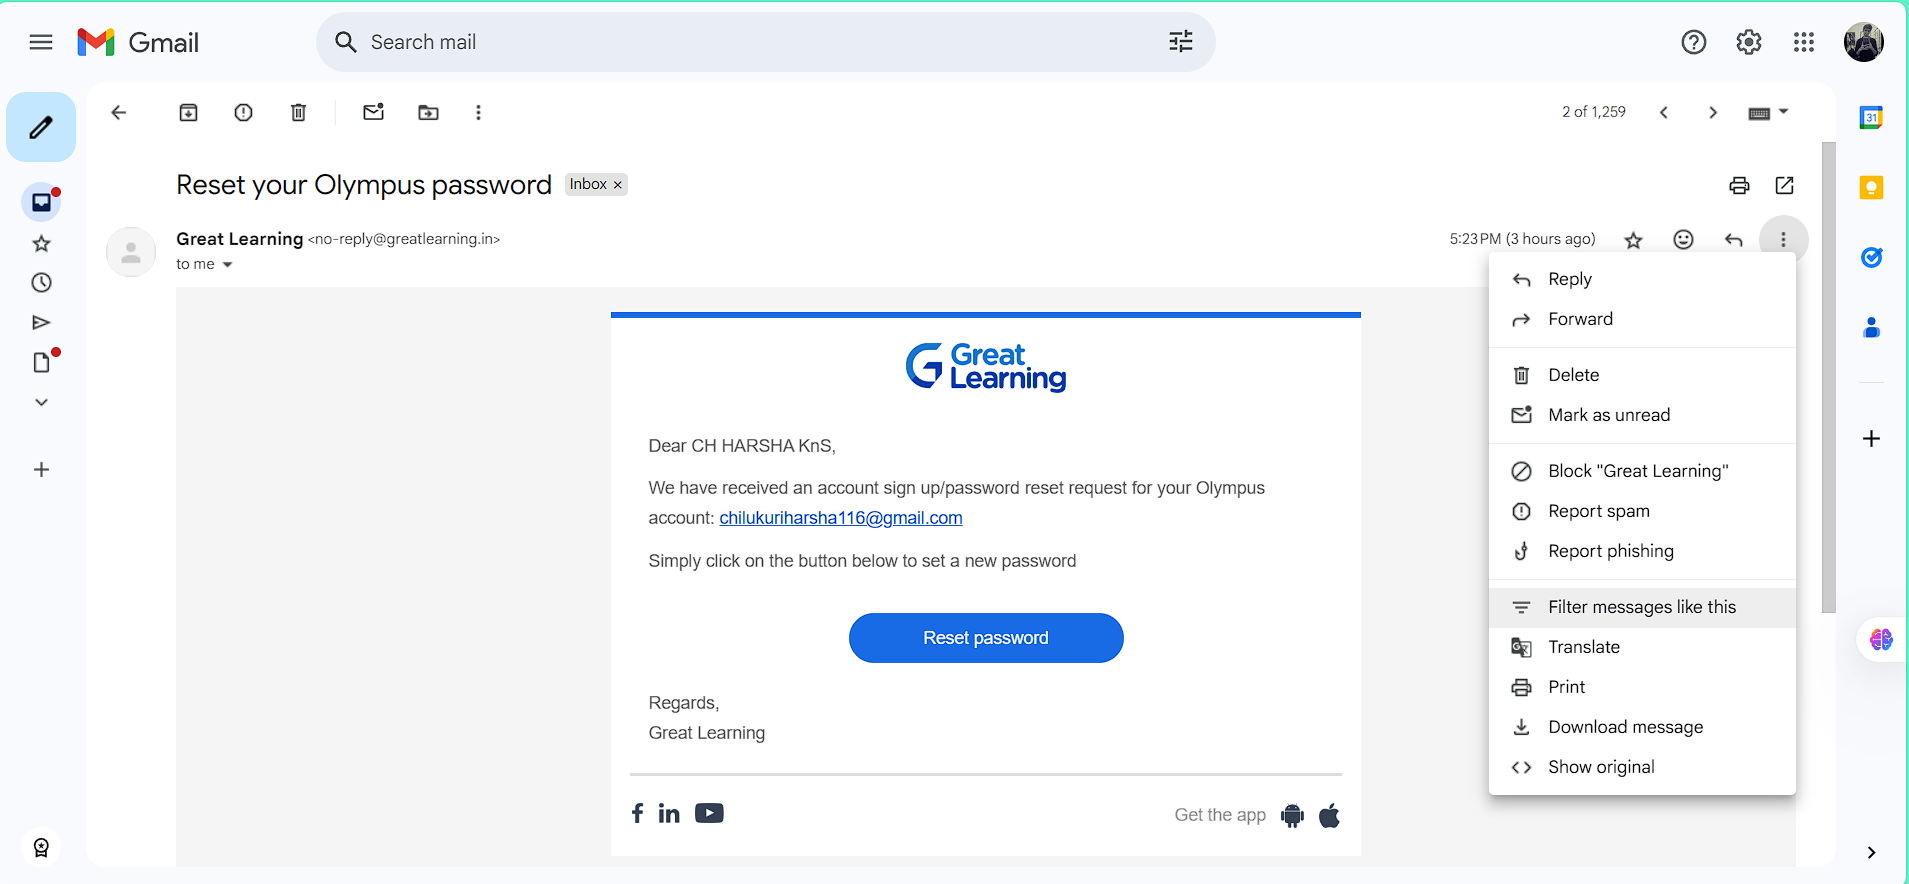 Gmail
Search mail
2 of 1,259
Reset your Olympus password
Inbox ×
Great Learning <no-reply@greatlearning.in>
5:23 PM (3 hours ago)
to me
Great
Learning
Dear CH HARSHA KnS,
We have received an account sign up/password reset request for your Olympus
account: chilukuriharsha116@gmail.com
Simply click on the button below to set a new password
Reset password
Regards,
Great Learning
Get the app
Reply
Forward
Delete
Mark as unread
Block "Great Learning"
Report spam
Report phishing
Filter messages like this
Translate
Print
Download message
Show original
31